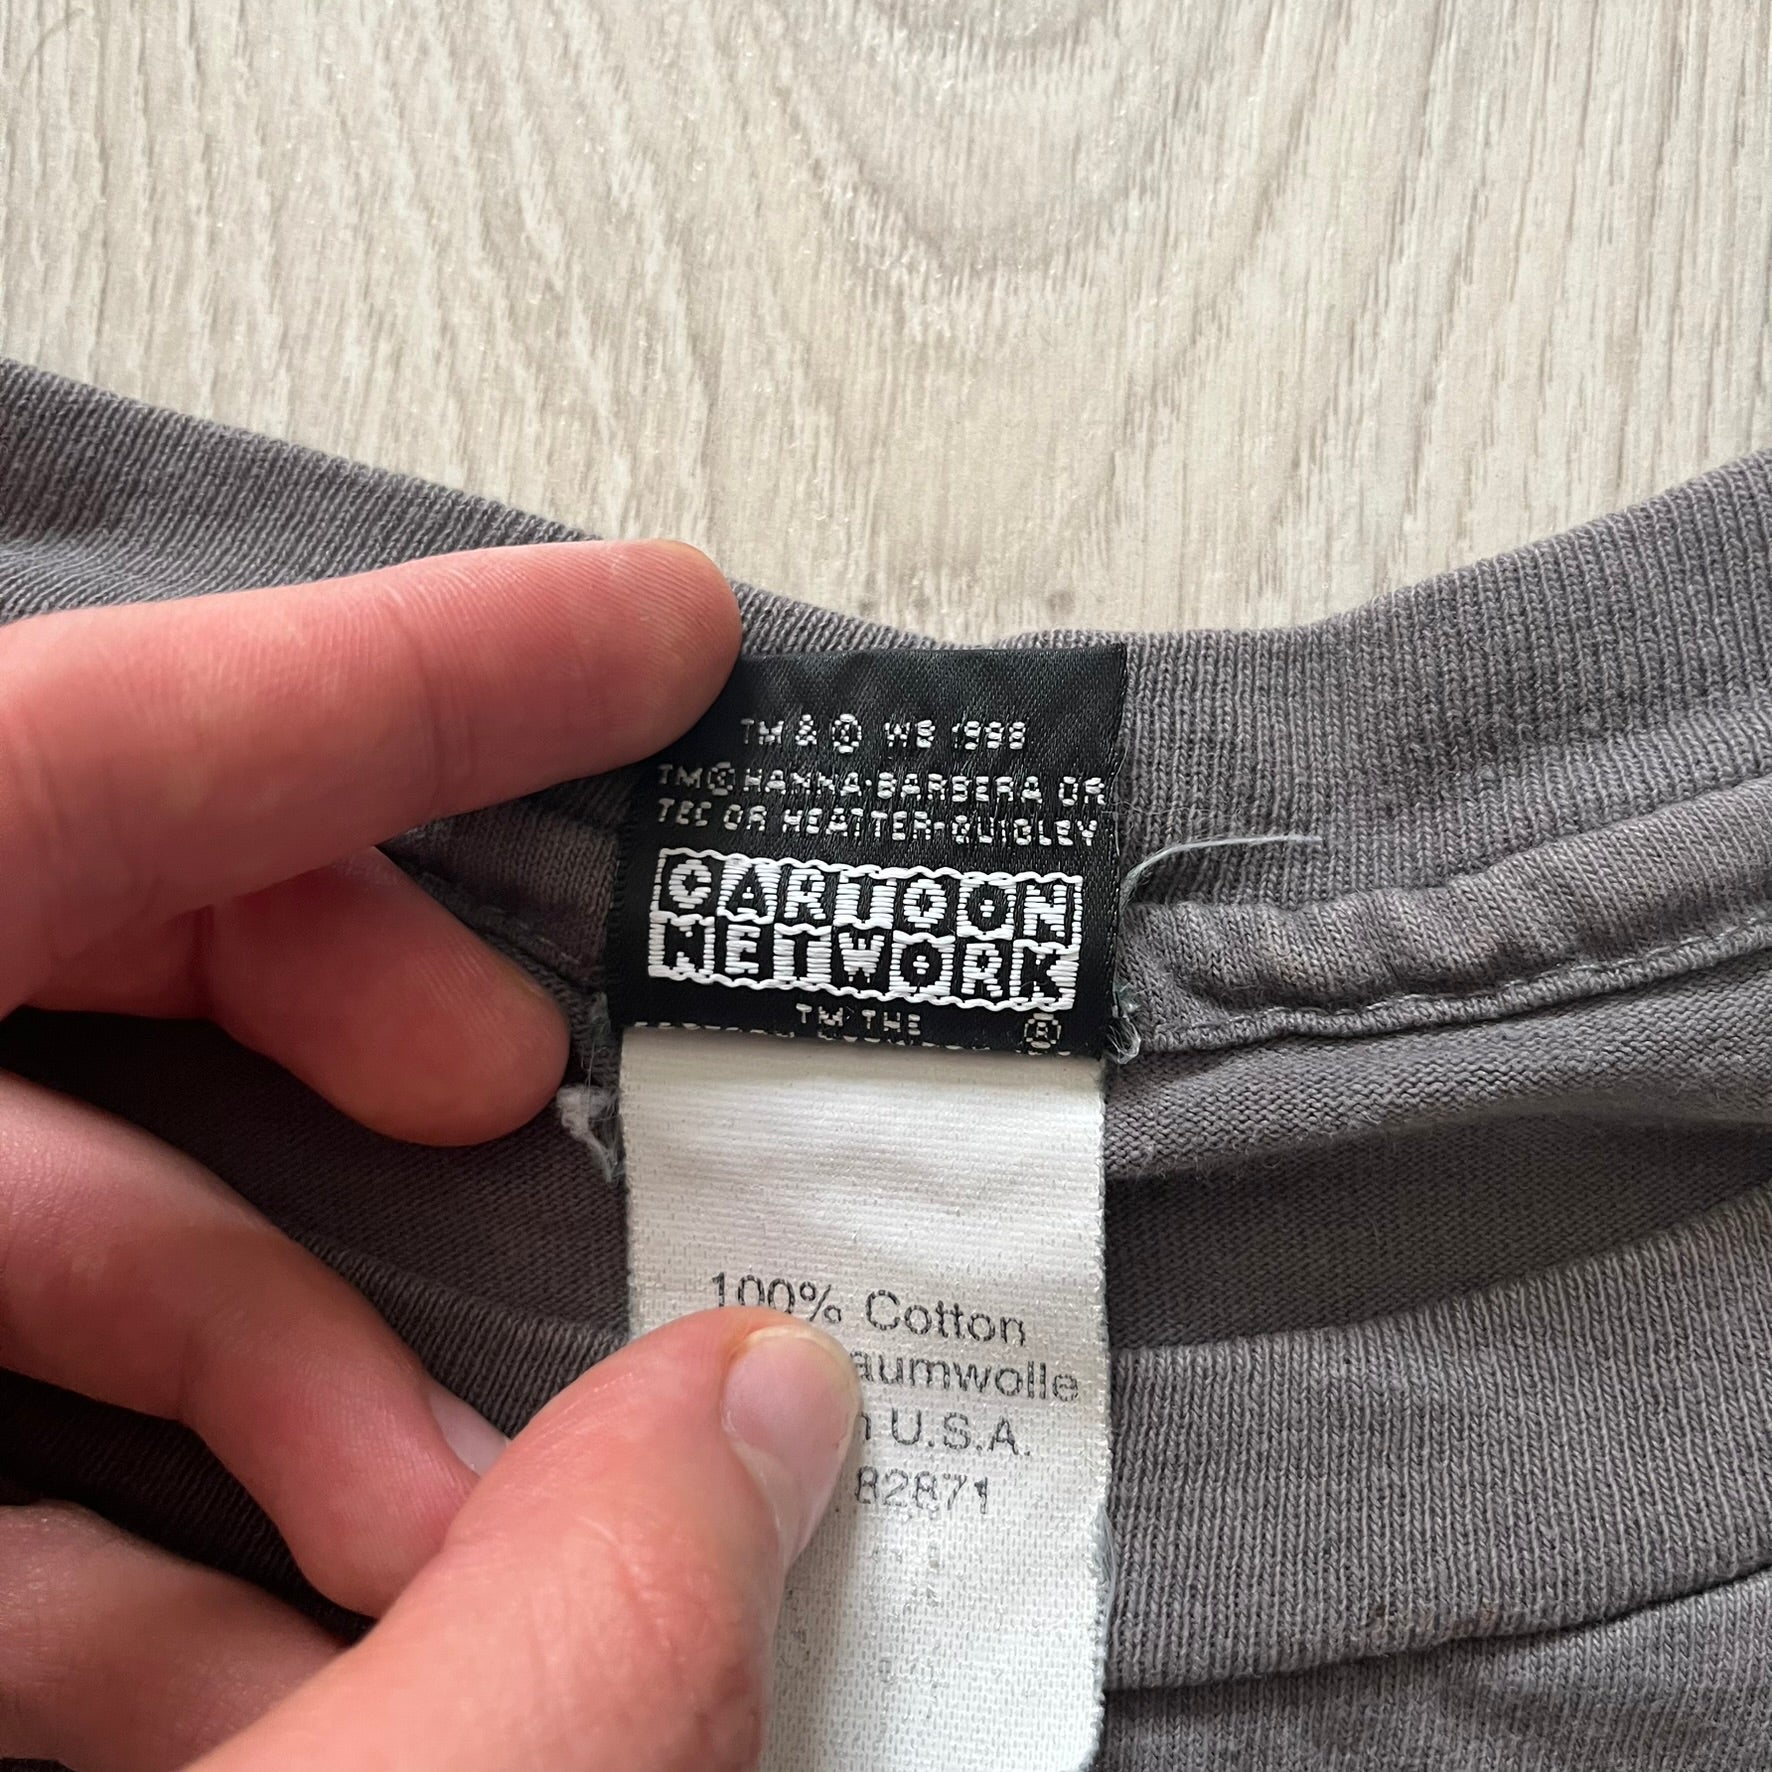 TM & © WB 1998
TM © HANNA-BARBERA OR
TEC OR HEATTER-QUIGLEY
CARTOON
NETWORK
TM THE ®
100% Cotton
aumwolle
U.S.A.
82871